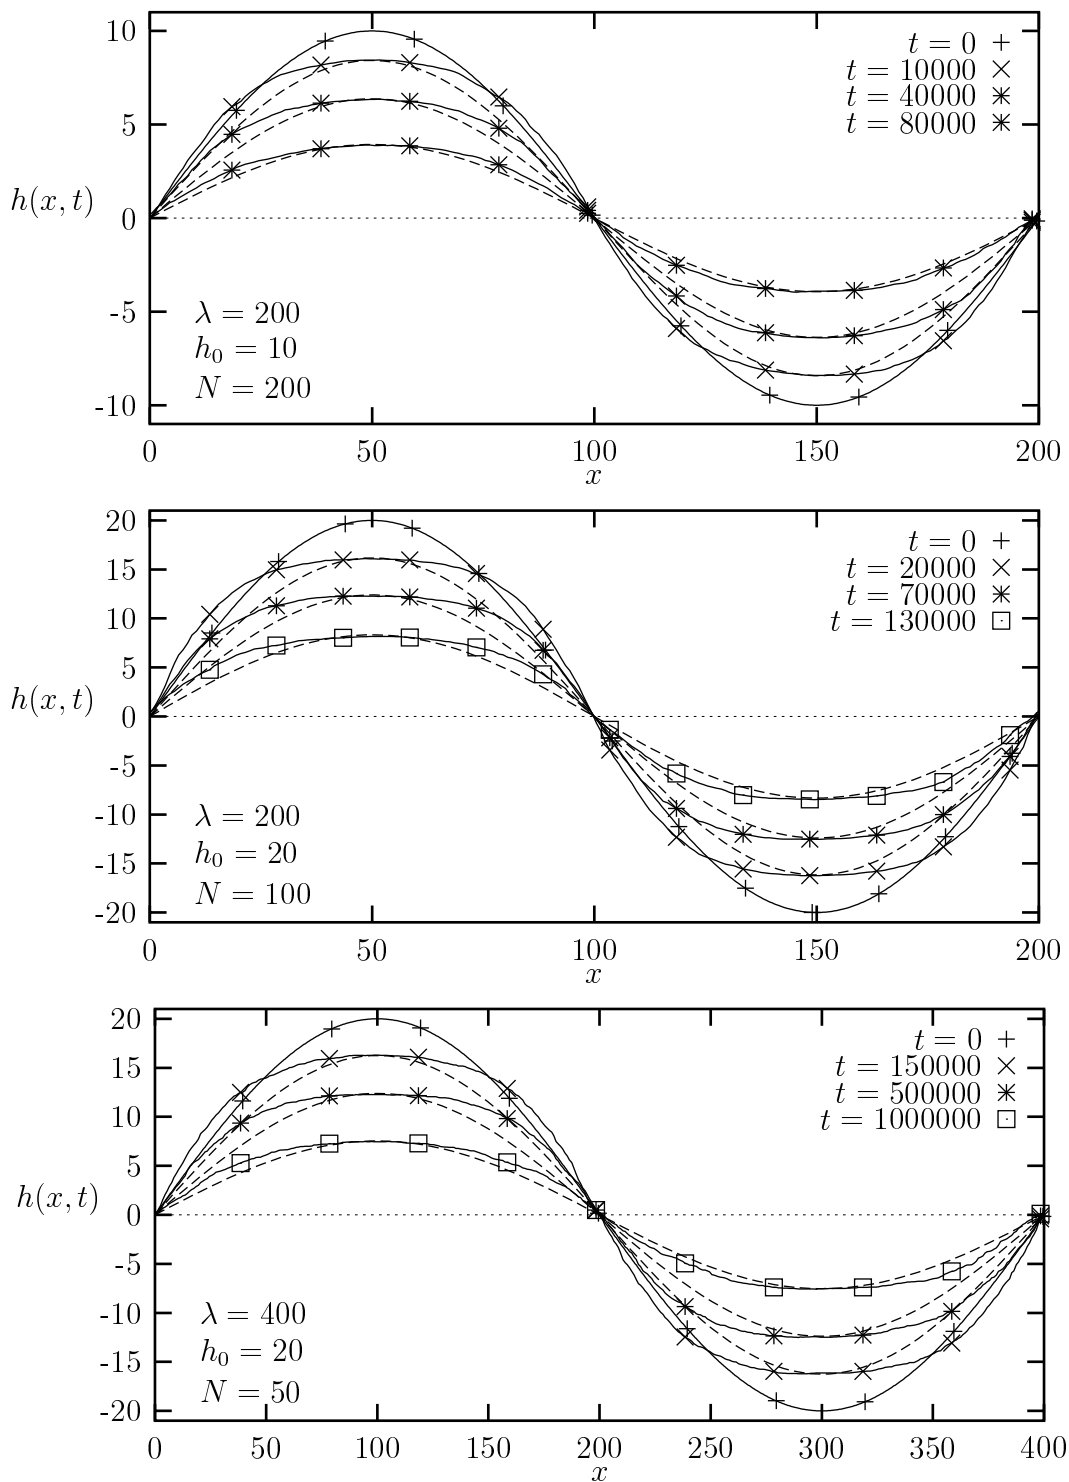 10
5
0
-5
-10
h(x, t)
t = 0
t = 10000
t = 40000
t = 80000
λ = 200
h₀ = 10
N = 200
0 50 100 150 200
x
20
15
10
5
0
-5
-10
-15
-20
h(x, t)
t = 0
t = 20000
t = 70000
t = 130000
λ = 200
h₀ = 20
N = 100
0 50 100 150 200
x
20
15
10
5
0
-5
-10
-15
-20
h(x, t)
t = 0
t = 150000
t = 500000
t = 1000000
λ = 400
h₀ = 20
N = 50
0 50 100 150 200 250 300 350 400
x